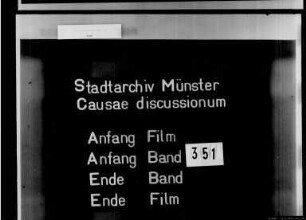 Stadtarchiv Münster
Causae discussionum
Anfang Film
Anfang Band 351
Ende Band
Ende Film